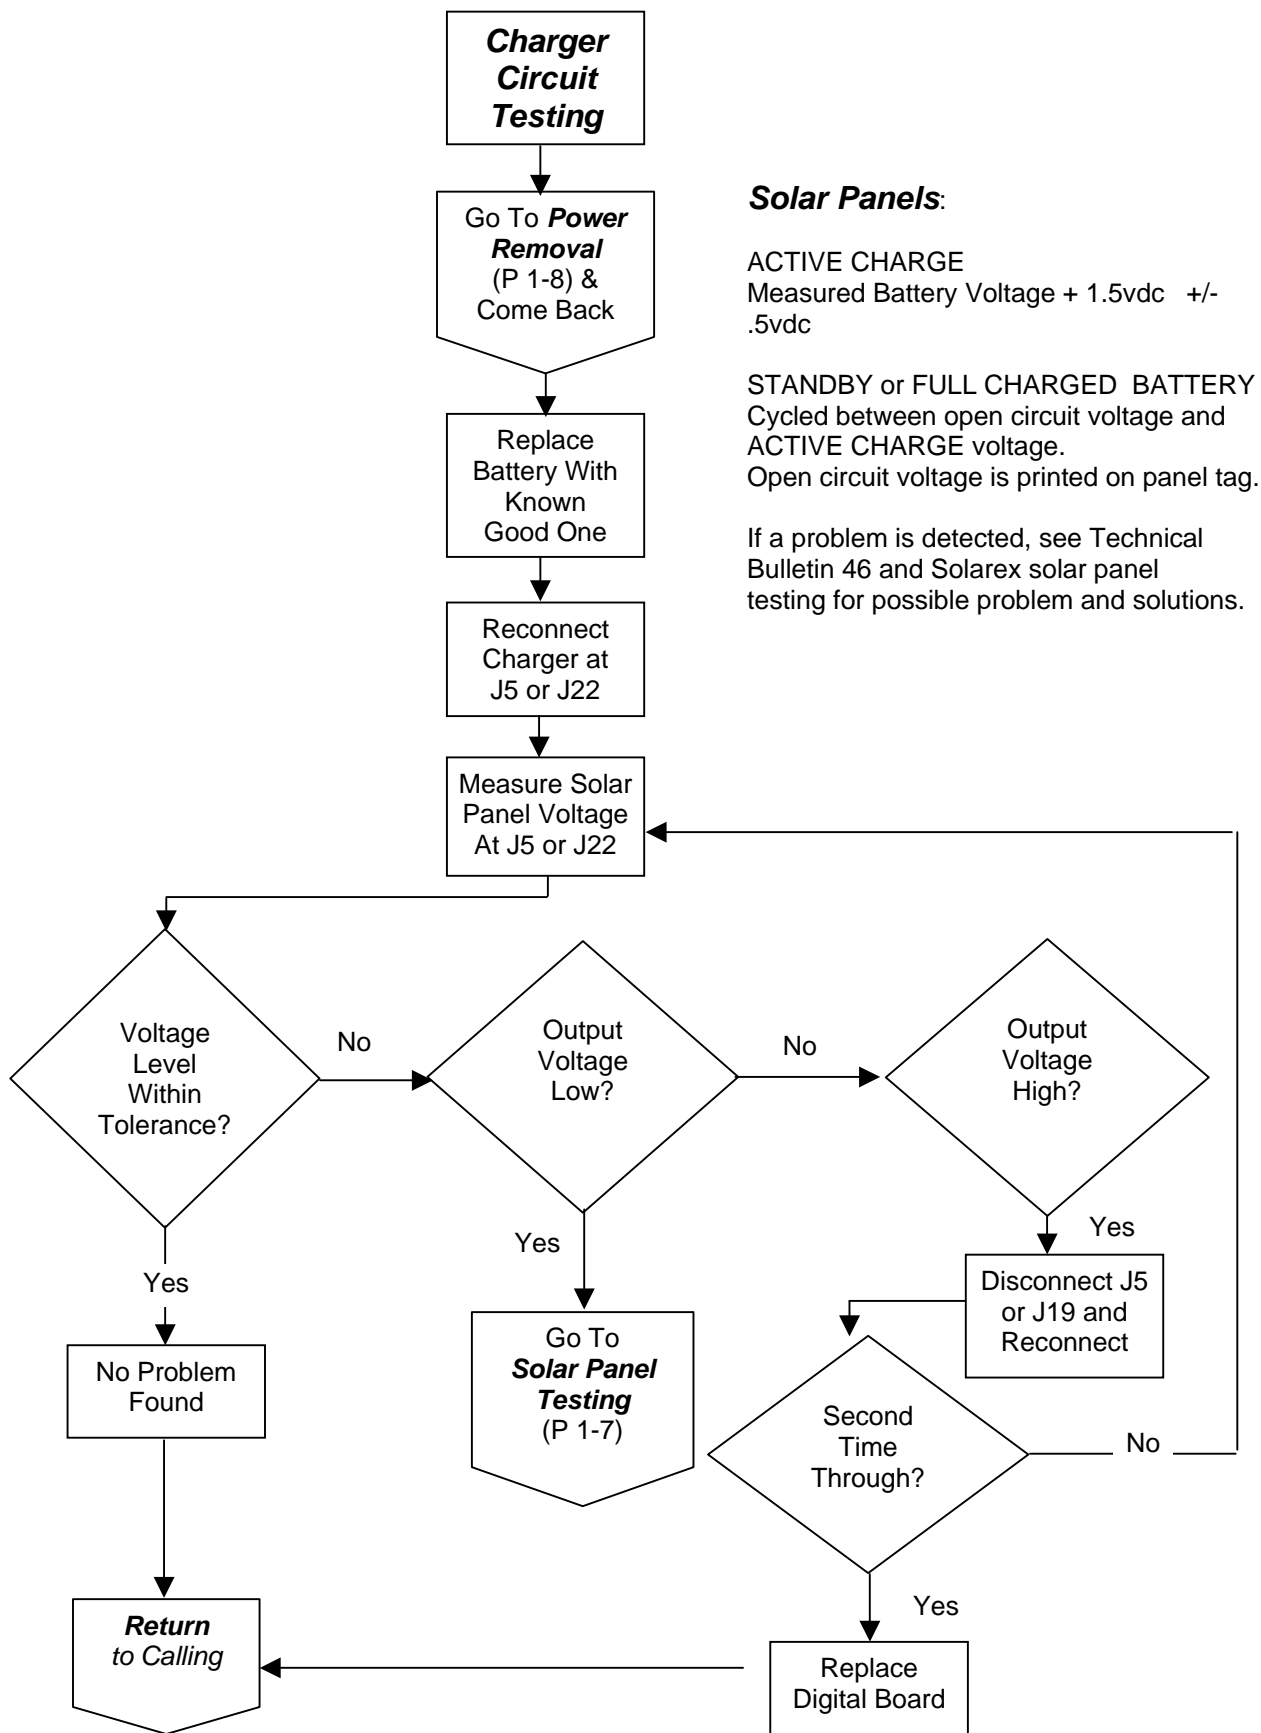 Charger
Circuit
Testing
Go To Power
Removal
(P 1-8) &
Come Back
Solar Panels:
ACTIVE CHARGE
Measured Battery Voltage + 1.5vdc +/-
.5vdc
STANDBY or FULL CHARGED BATTERY
Cycled between open circuit voltage and
ACTIVE CHARGE voltage.
Open circuit voltage is printed on panel tag.
If a problem is detected, see Technical
Bulletin 46 and Solarex solar panel
testing for possible problem and solutions.
Replace
Battery With
Known
Good One
Reconnect
Charger at
J5 or J22
Measure Solar
Panel Voltage
At J5 or J22
Voltage
Level
Within
Tolerance?
No
Output
Voltage
Low?
No
Output
Voltage
High?
Yes
Yes
Yes
No Problem
Found
Go To
Solar Panel
Testing
(P 1-7)
Disconnect J5
or J19 and
Reconnect
Second
Time
Through?
No
Yes
Return
to Calling
Replace
Digital Board